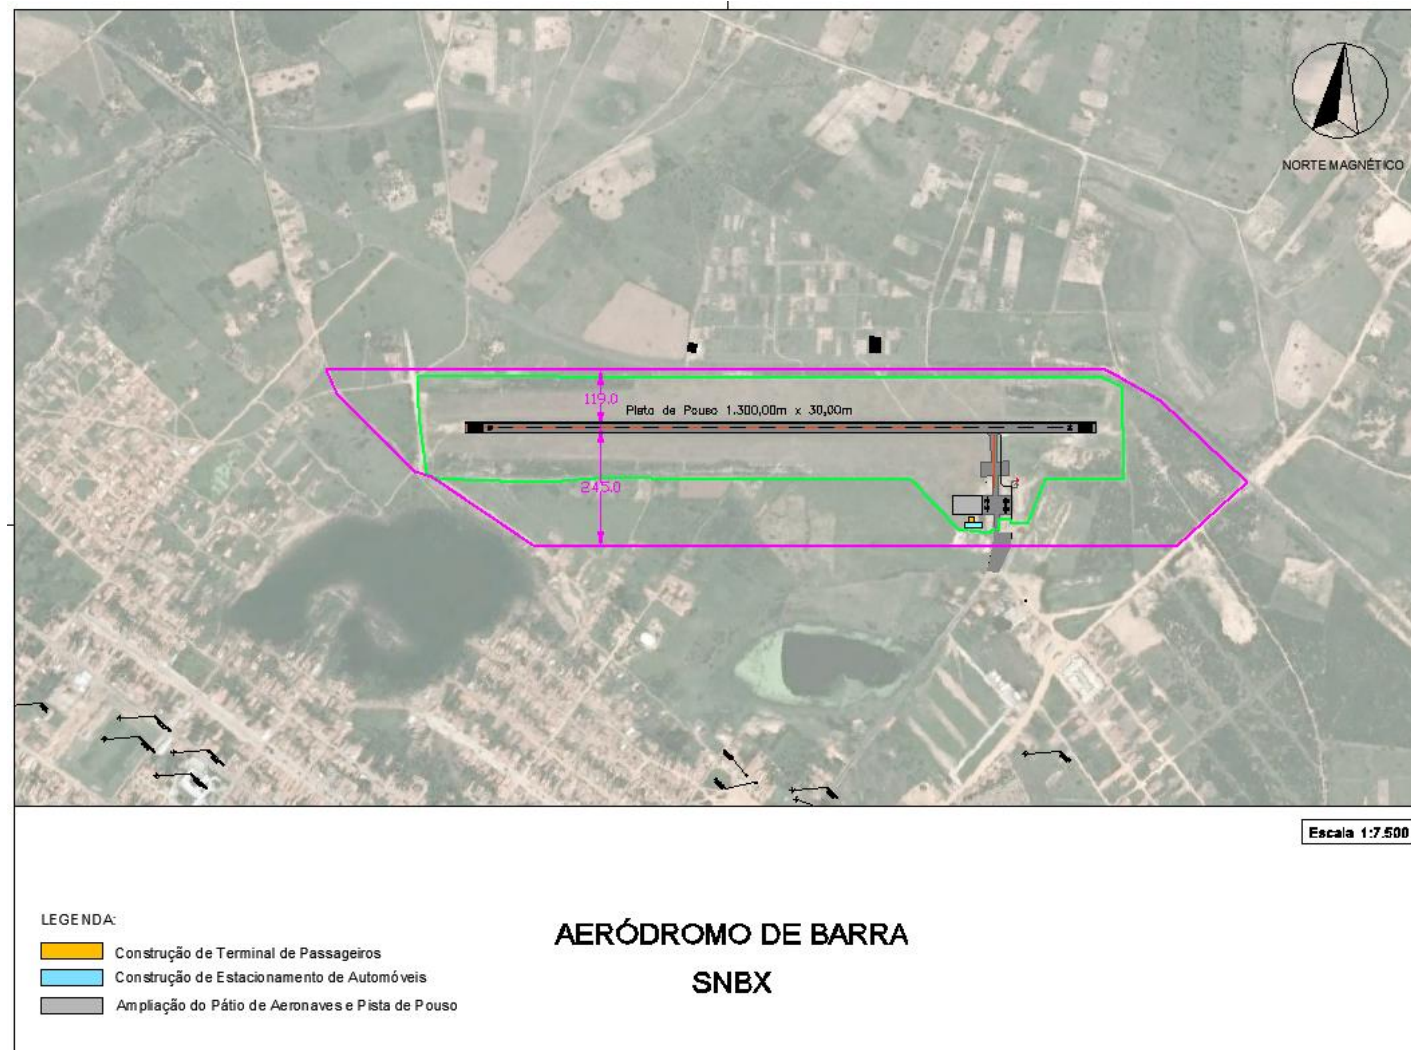 NORTE MAGNÉTICO
119.0
Pista de Pouso 1.300,00m x 30,00m
245.0
Escala 1:7.500
LEGENDA:
Construção de Terminal de Passageiros
Construção de Estacionamento de Automóveis
Ampliação do Pátio de Aeronaves e Pista de Pouso
AERÓDROMO DE BARRA
SNBX